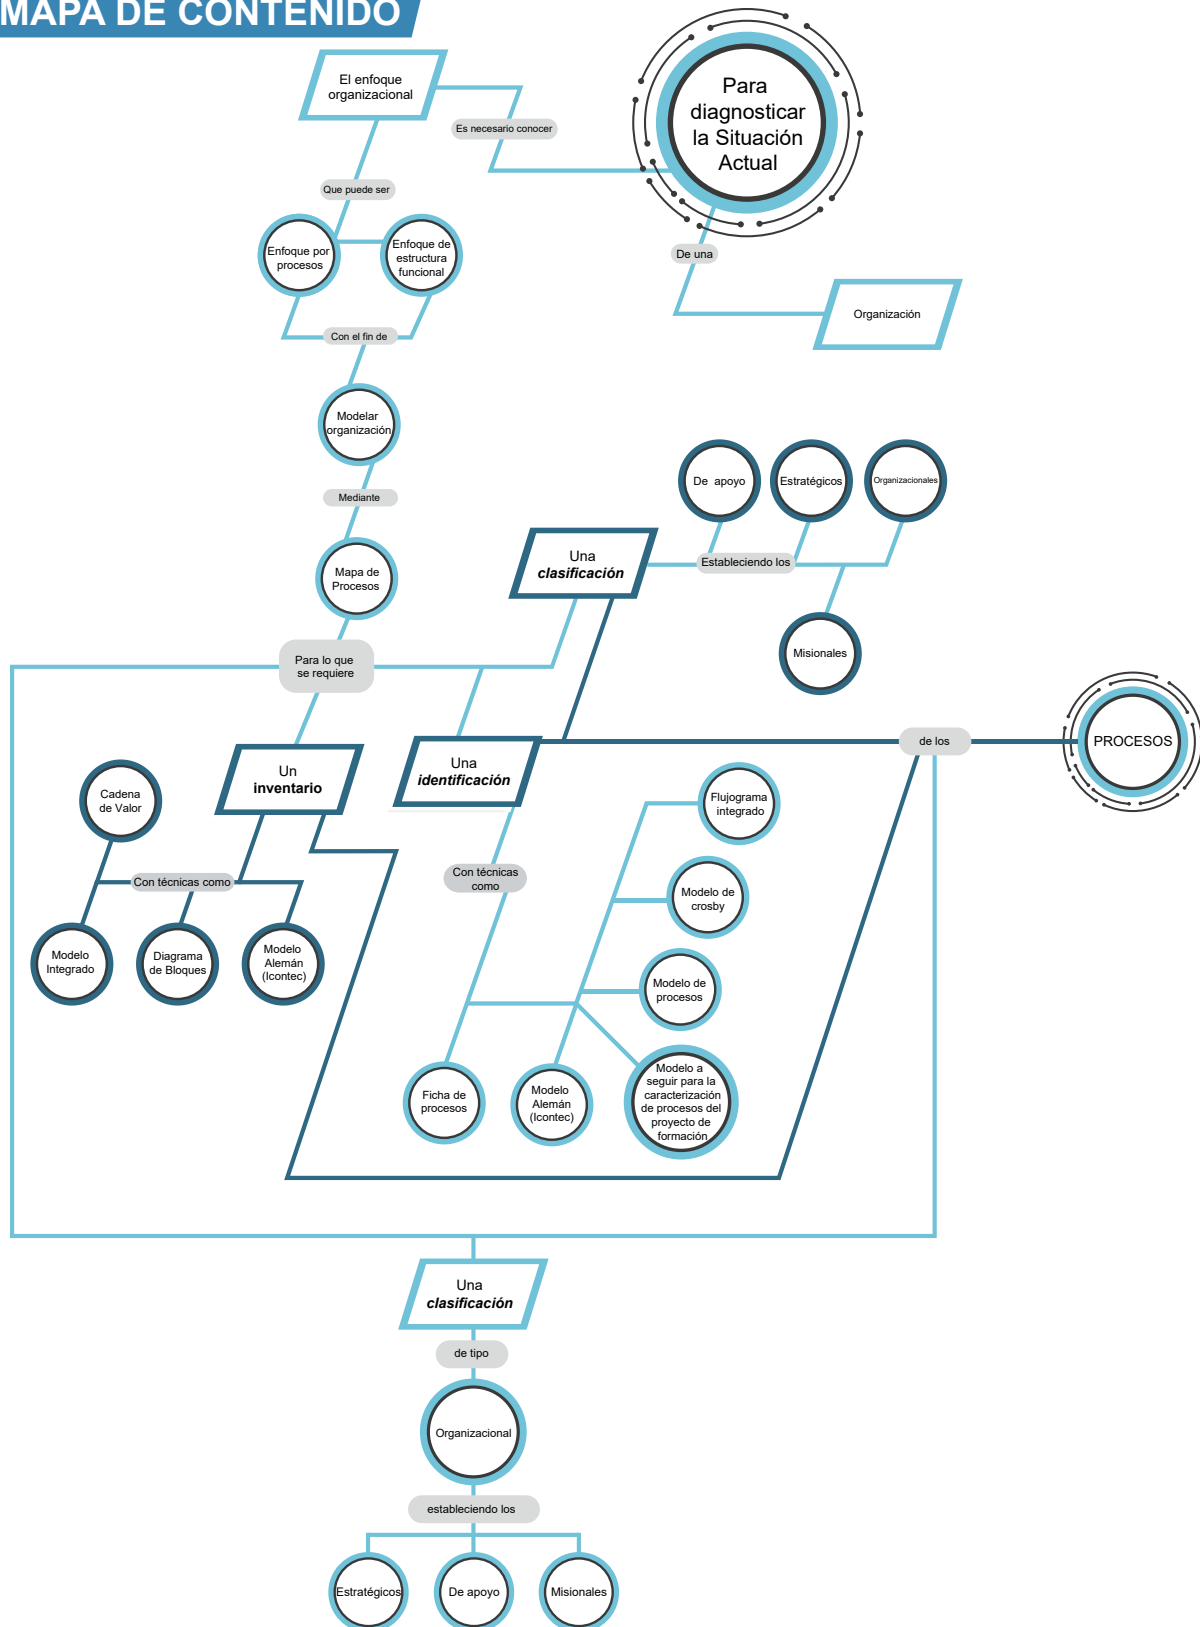 MAPA DE CONTENIDO
El enfoque
organizacional
Es necesario conocer
Para
diagnosticar
la Situación
Actual
Que puede ser
Enfoque por
procesos
Enfoque de
estructura
funcional
De una
Organización
Con el fin de
Modelar
organización
Mediante
Mapa de
Procesos
De  apoyo
Estratégicos
Organizacionales
Una
clasificación
Estableciendo los
Misionales
Para lo que
se requiere
Un
inventario
Una
identificación
de los
PROCESOS
Cadena
de Valor
Con técnicas como
Modelo
Integrado
Diagrama
de Bloques
Modelo
Alemán
(Icontec)
Con técnicas
como
Flujograma
integrado
Modelo de
crosby
Modelo de
procesos
Ficha de
procesos
Modelo
Alemán
(Icontec)
Modelo a
seguir para la
caracterización
de procesos del
proyecto de
formación
Una
clasificación
de tipo
Organizacional
estableciendo los
Estratégicos
De apoyo
Misionales